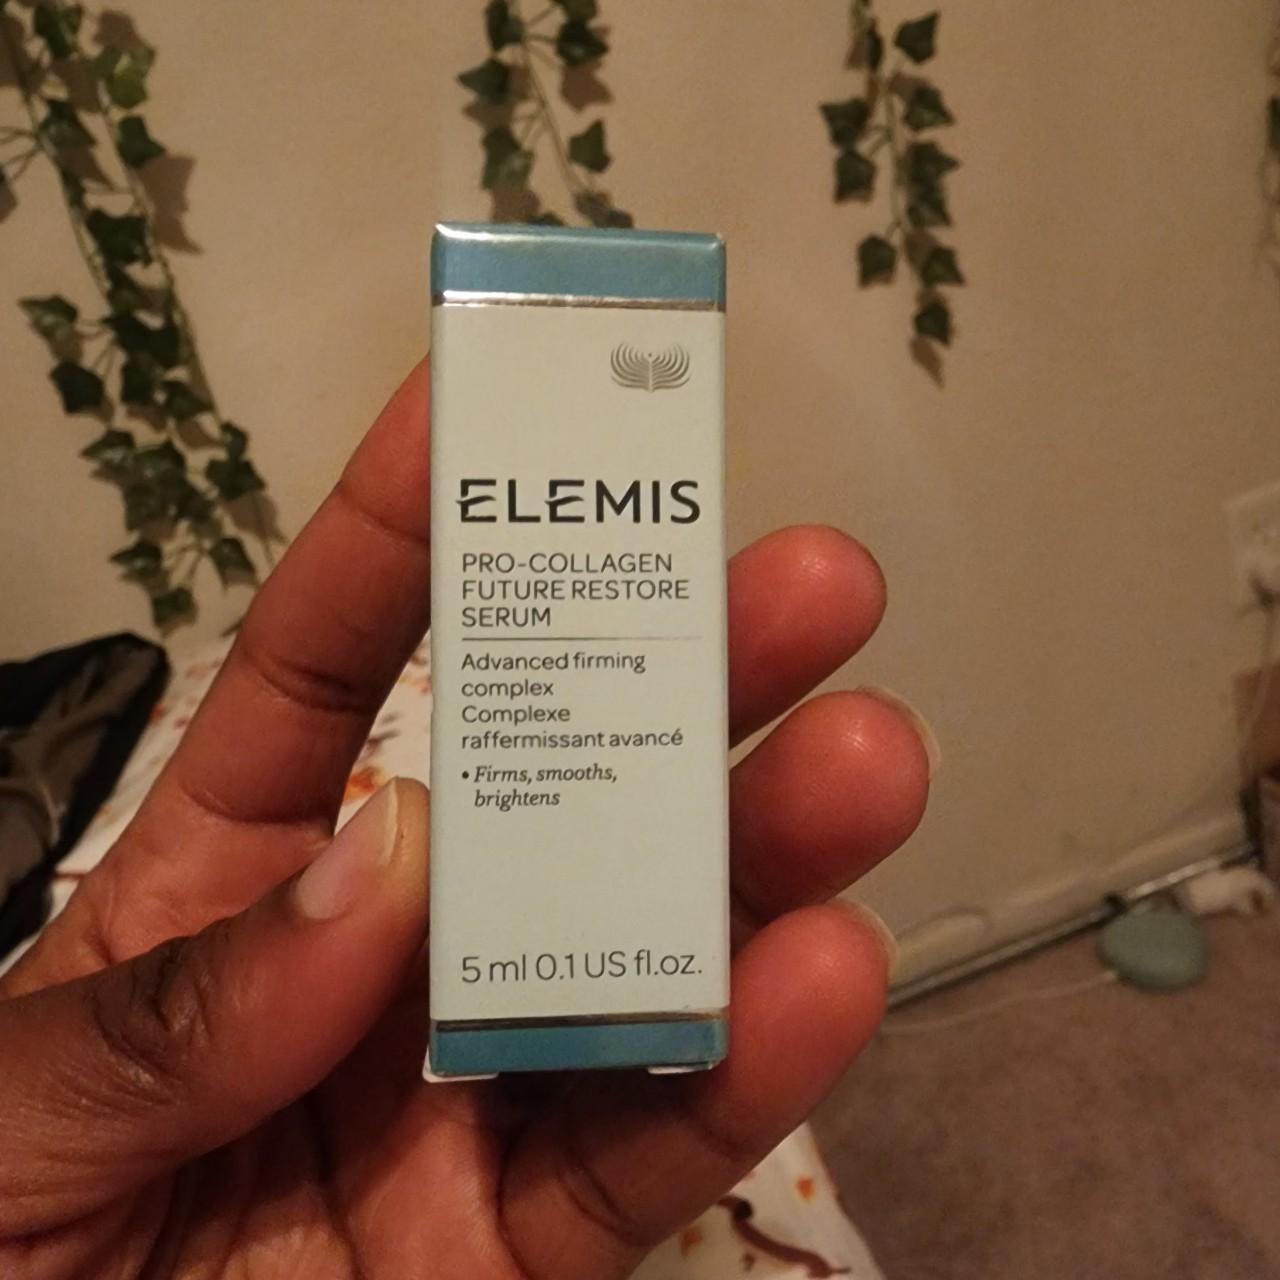 ELEMIS
PRO-COLLAGEN
FUTURE RESTORE
SERUM
Advanced firming
complex
Complexe
raffermissant avancé
• Firms, smooths,
brightens
5 ml 0.1 US fl.oz.